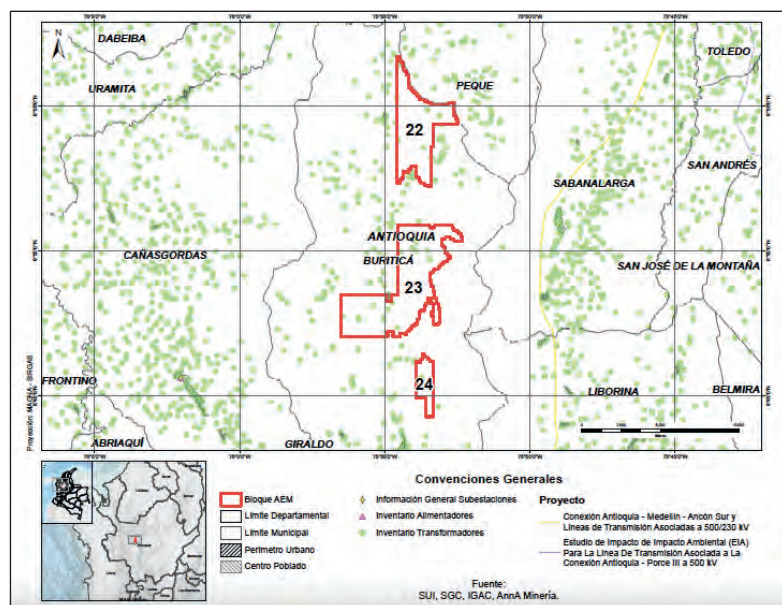 N
DABEIBA
TOLEDO
URAMITA
PEQUE
22
SAN ANDRÉS
SABANALARGA
ANTIOQUIA
CAÑASGORDAS
BURITICÁ
SAN JOSÉ DE LA MONTAÑA
23
Proyección: MAGNA - SIRGAS
FRONTINO
24
LIBORINA
BELMIRA
ABRIAQUÍ
GIRALDO
Convenciones Generales
Bloque AEM
Límite Departamental
Límite Municipal
Perímetro Urbano
Centro Poblado
Información General Subestaciones
Inventario Alimentadores
Inventario Transformadores
Proyecto
Conexión Antioquia - Medellín - Ancón Sur y
Líneas de Transmisión Asociadas a 500/230 kV
Estudio de Impacto de Impacto Ambiental (EIA)
Para La Línea De Transmisión Asociada a La
Conexión Antioquia - Porce III a 500 kV
Fuente:
SUI, SGC, IGAC, AnnA Minería.